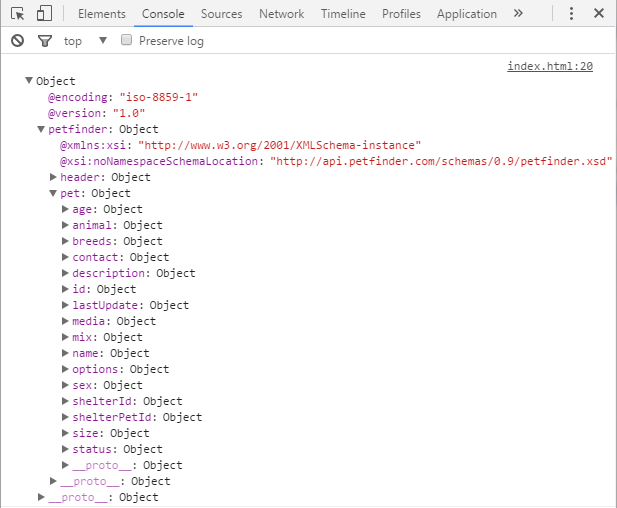 Elements Console Sources Network Timeline Profiles Application »
top Preserve log
index.html:20
Object
@encoding: "iso-8859-1"
@version: "1.0"
petfinder: Object
@xmlns:xsi: "http://www.w3.org/2001/XMLSchema-instance"
@xsi:noNamespaceSchemaLocation: "http://api.petfinder.com/schemas/0.9/petfinder.xsd"
header: Object
pet: Object
age: Object
animal: Object
breeds: Object
contact: Object
description: Object
id: Object
lastUpdate: Object
media: Object
mix: Object
name: Object
options: Object
sex: Object
shelterId: Object
shelterPetId: Object
size: Object
status: Object
__proto__: Object
__proto__: Object
__proto__: Object